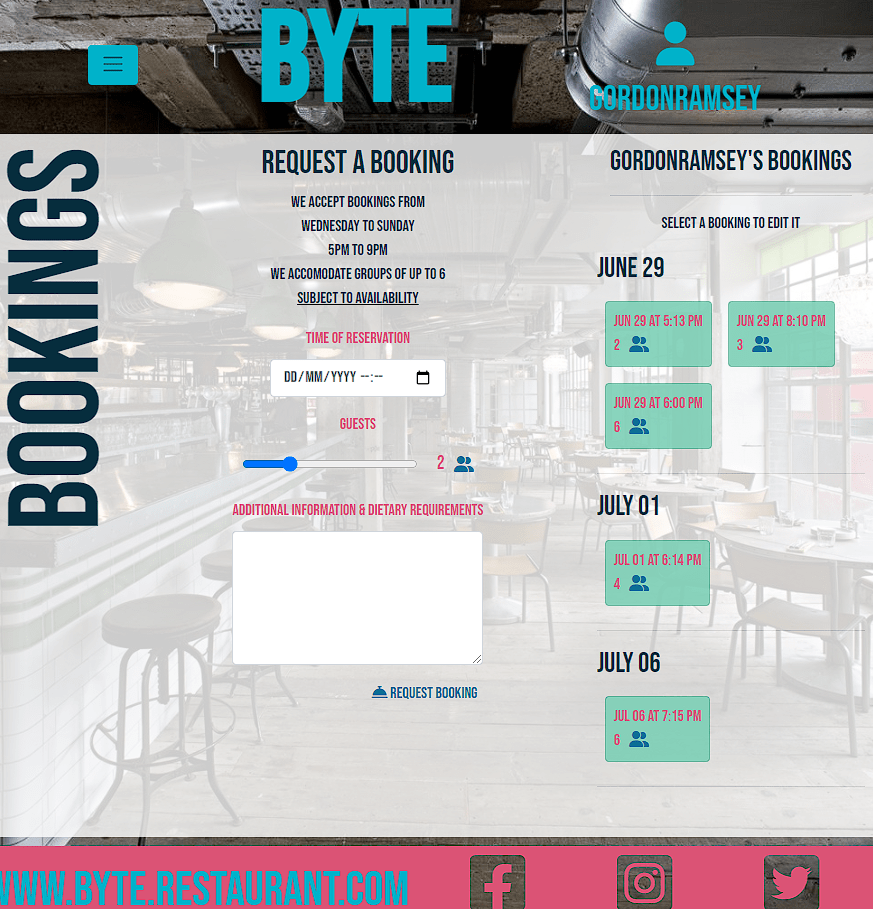 BYTE
GORDONRAMSEY
BOOKINGS
REQUEST A BOOKING
WE ACCEPT BOOKINGS FROM
WEDNESDAY TO SUNDAY
5PM TO 9PM
WE ACCOMODATE GROUPS OF UP TO 6
SUBJECT TO AVAILABILITY
TIME OF RESERVATION
DD/MM/YYYY --:--
GUESTS
2
ADDITIONAL INFORMATION & DIETARY REQUIREMENTS
REQUEST BOOKING
GORDONRAMSEY'S BOOKINGS
SELECT A BOOKING TO EDIT IT
JUNE 29
JUN 29 AT 5:13 PM
2
JUN 29 AT 8:10 PM
3
JUN 29 AT 6:00 PM
6
JULY 01
JUL 01 AT 6:14 PM
4
JULY 06
JUL 06 AT 7:15 PM
6
WWW.BYTE.RESTAURANT.COM